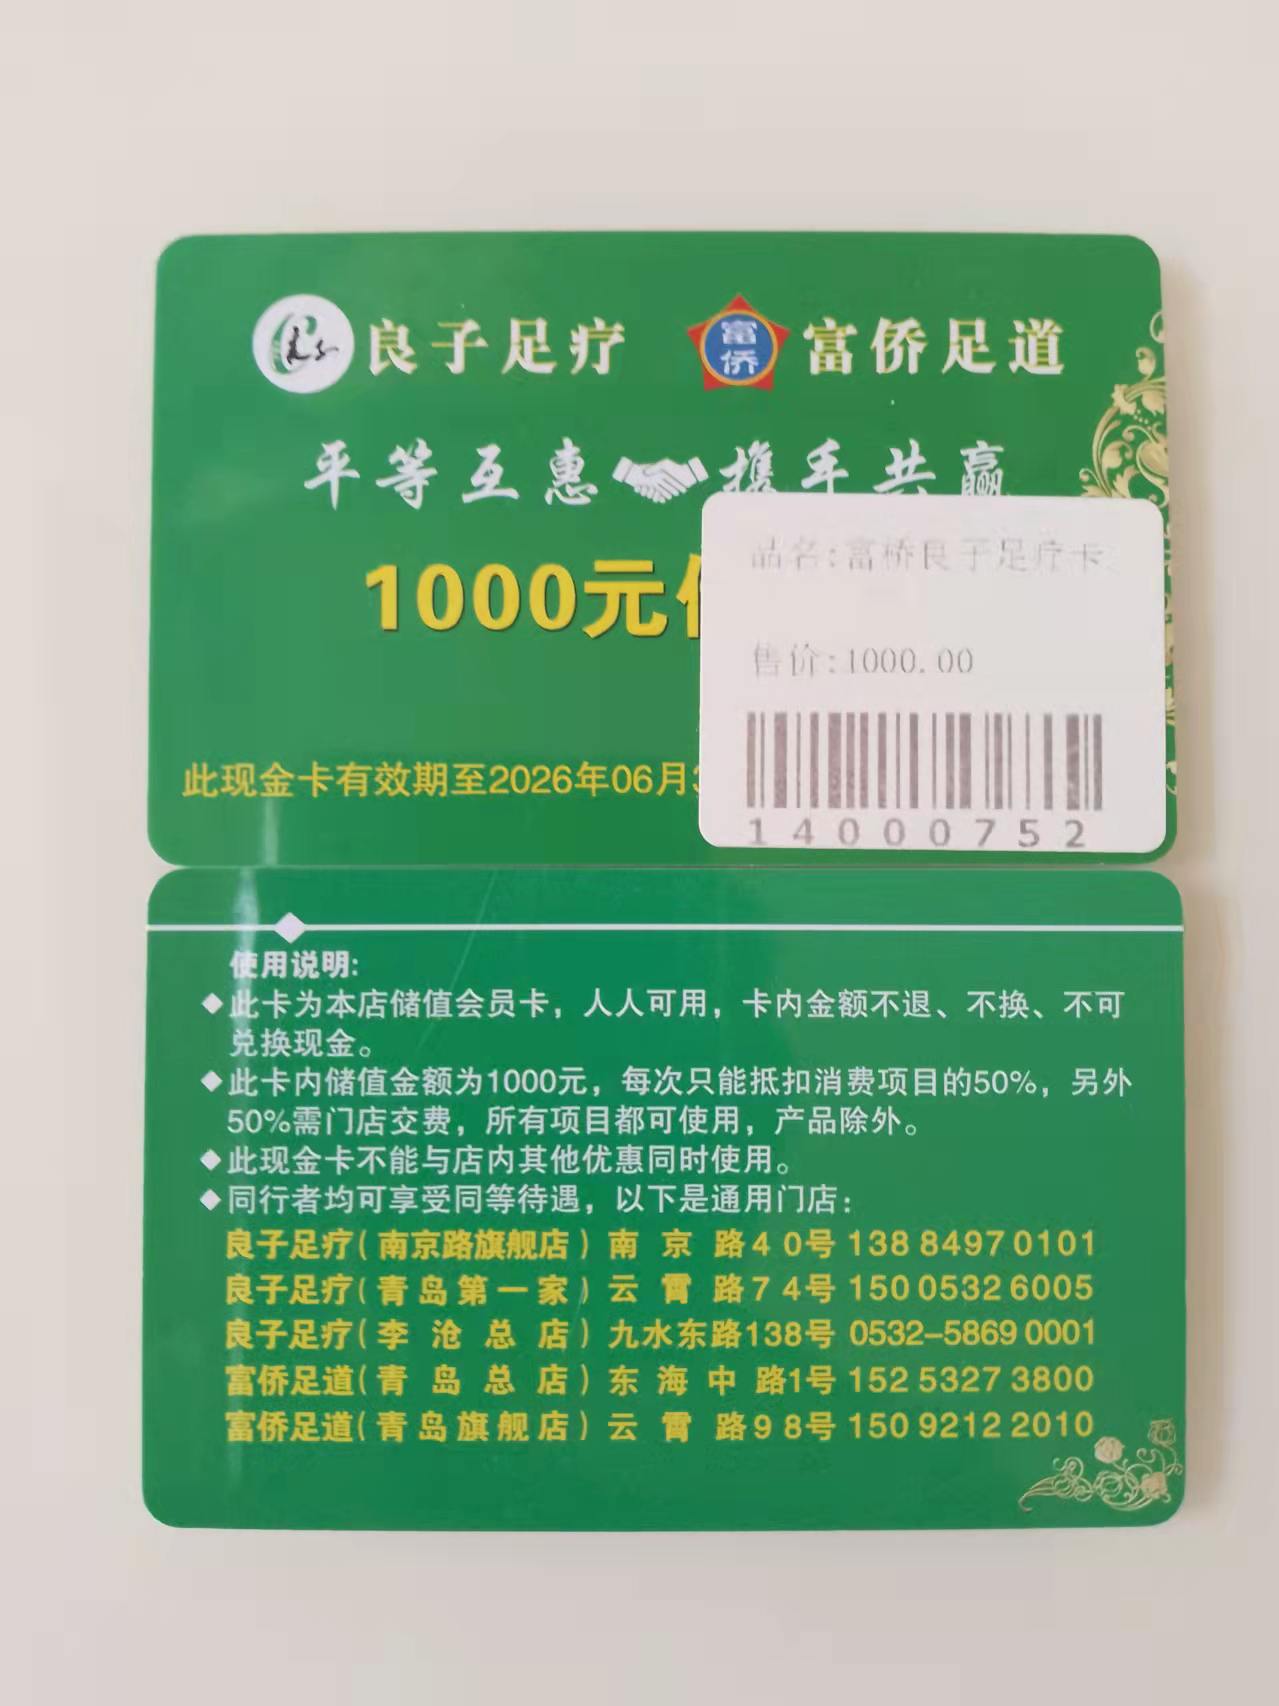 良子足疗 富侨 富侨足道
平等互惠 携手共赢
1000元
品名:富桥良子足疗卡
售价:1000.00
此现金卡有效期至2026年06月
14000752
使用说明:
◆此卡为本店储值会员卡，人人可用，卡内金额不退、不换、不可
兑换现金。
◆此卡内储值金额为1000元，每次只能抵扣消费项目的50%，另外
50%需门店交费，所有项目都可使用，产品除外。
◆此现金卡不能与店内其他优惠同时使用。
◆同行者均可享受同等待遇，以下是通用门店:
良子足疗(南京路旗舰店) 南京路40号 138 8497 0101
良子足疗(青岛第一家) 云霄路74号 150 0532 6005
良子足疗(李沧总店) 九水东路138号 0532-5869 0001
富侨足道(青岛总店) 东海中路1号 152 5327 3800
富侨足道(青岛旗舰店) 云霄路98号 150 9212 2010